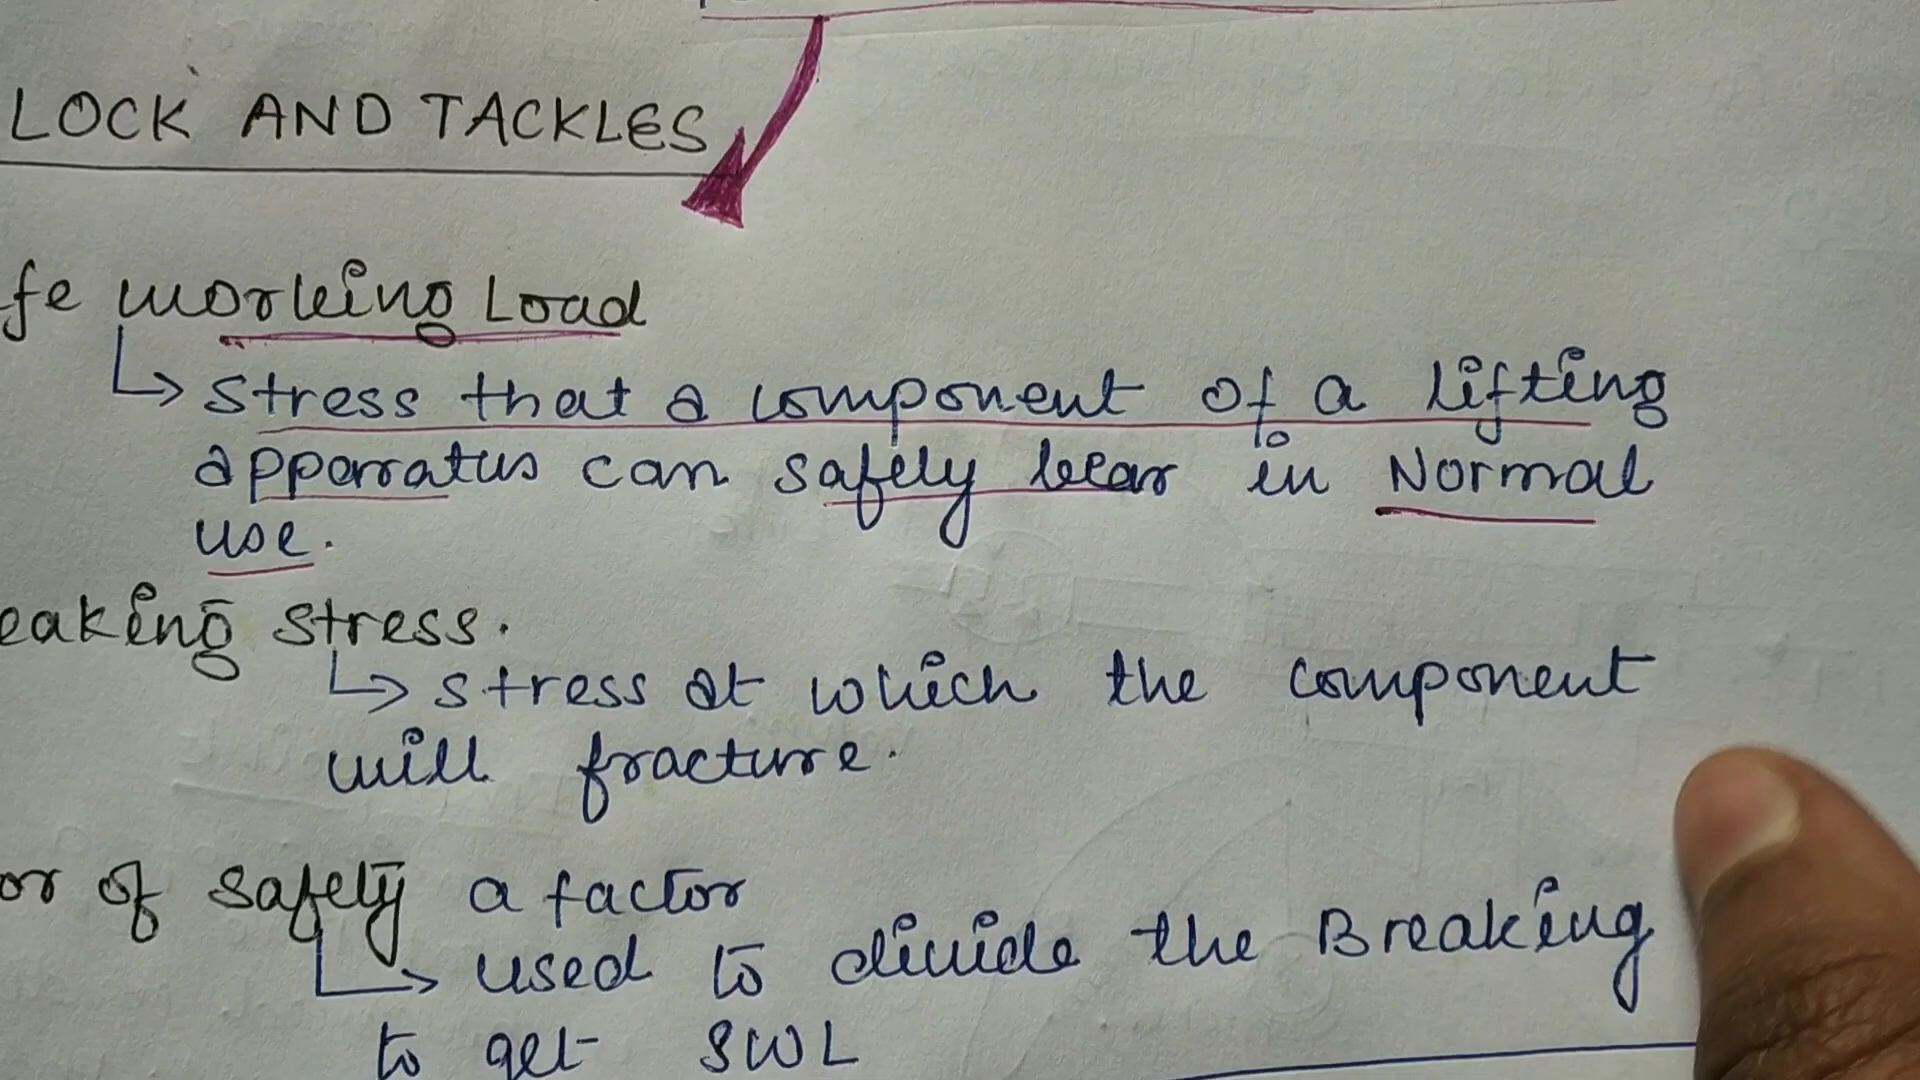 LOCK AND TACKLES
fe working Load
↳ stress that a component of a lifting
apparatus can safely bear in Normal
use.
eaking stress.
↳ stress at which the component
will fracture.
or of safety a factor
↳ used to divide the Breaking
to get SWL